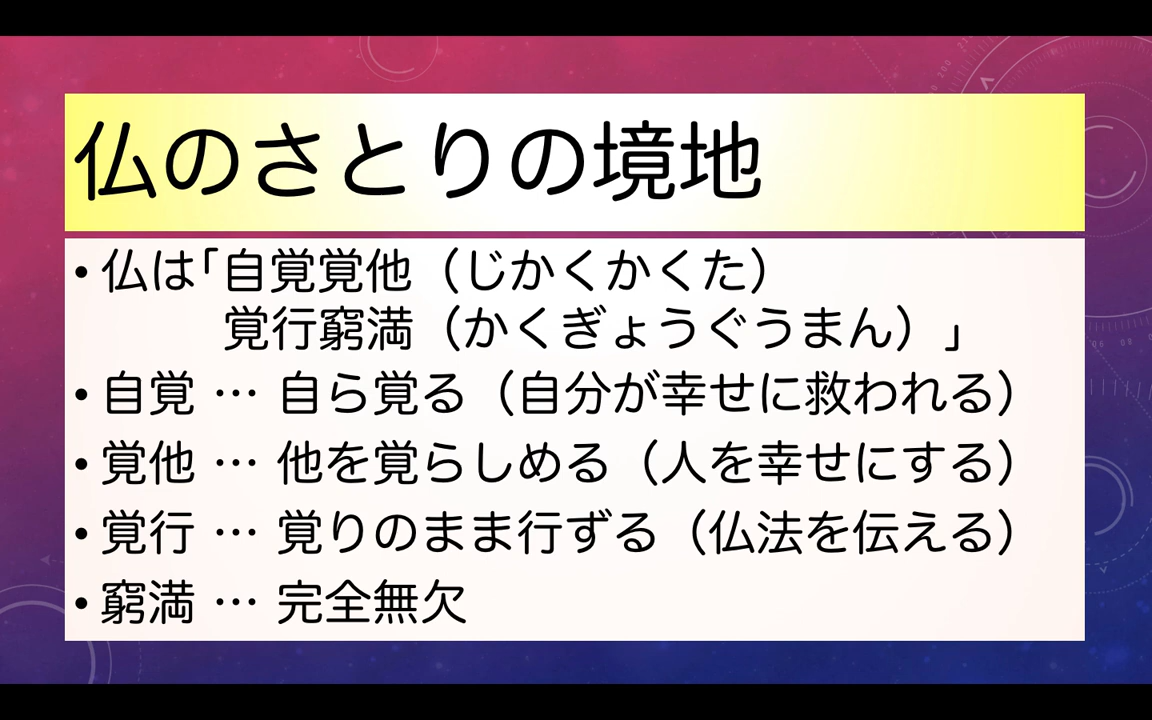 仏のさとりの境地
• 仏は「自覚覚他（じかくかくた）
覚行窮満（かくぎょうぐうまん）」
• 自覚 … 自ら覚る（自分が幸せに救われる）
• 覚他 … 他を覚らしめる（人を幸せにする）
• 覚行 … 覚りのまま行ずる（仏法を伝える）
• 窮満 … 完全無欠